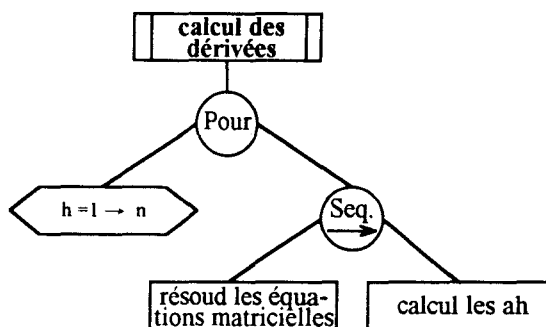 calcul des
dérivées
Pour
h = l → n
Seq.
résoud les équa-
tions matricielles
calcul les ah